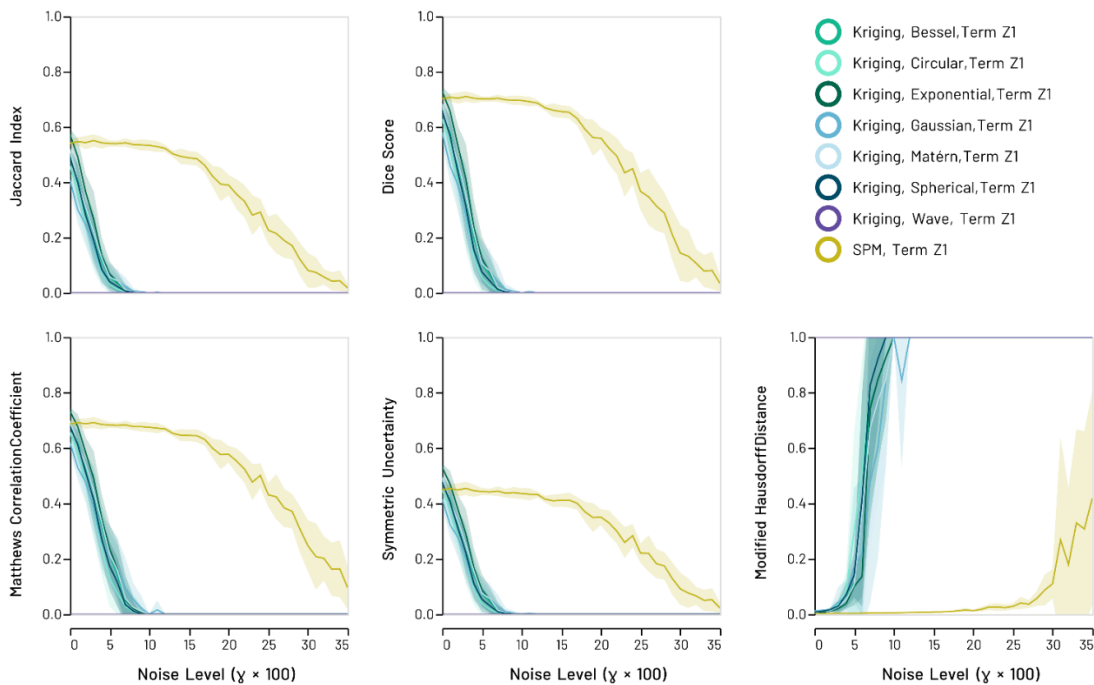 1.0
0.8
0.6
0.4
0.2
0.0
Jaccard Index
1.0
0.8
0.6
0.4
0.2
0.0
Dice Score
Kriging, Bessel,Term Z1
Kriging, Circular,Term Z1
Kriging, Exponential,Term Z1
Kriging, Gaussian,Term Z1
Kriging, Matérn,Term Z1
Kriging, Spherical,Term Z1
Kriging, Wave, Term Z1
SPM, Term Z1
1.0
0.8
0.6
0.4
0.2
0.0
Matthews CorrelationCoefficient
0 5 10 15 20 25 30 35
Noise Level (ɣ × 100)
1.0
0.8
0.6
0.4
0.2
0.0
Symmetric Uncertainty
0 5 10 15 20 25 30 35
Noise Level (ɣ × 100)
1.0
0.8
0.6
0.4
0.2
0.0
Modified HausdorffDistance
0 5 10 15 20 25 30 35
Noise Level (ɣ × 100)